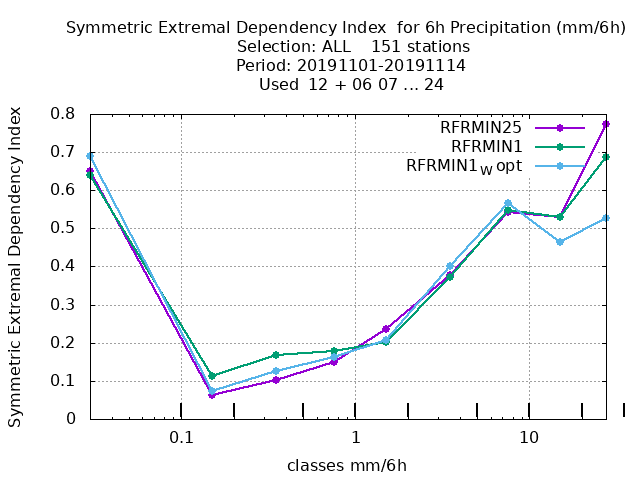 Symmetric Extremal Dependency Index  for 6h Precipitation (mm/6h)
Selection: ALL    151 stations
Period: 20191101-20191114
Used  12 + 06 07 ... 24
Symmetric Extremal Dependency Index
0.8
0.7
0.6
0.5
0.4
0.3
0.2
0.1
0
RFRMIN25
RFRMIN1
RFRMIN1W opt
0.1
1
10
classes mm/6h